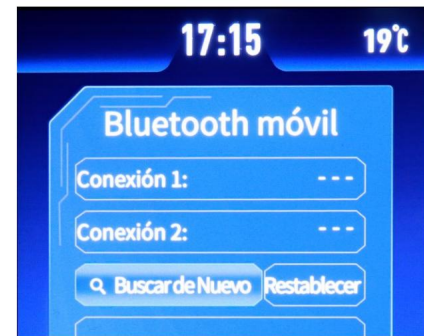 17:15 19℃
Bluetooth móvil
Conexión 1: ---
Conexión 2: ---
Buscar de Nuevo Restablecer